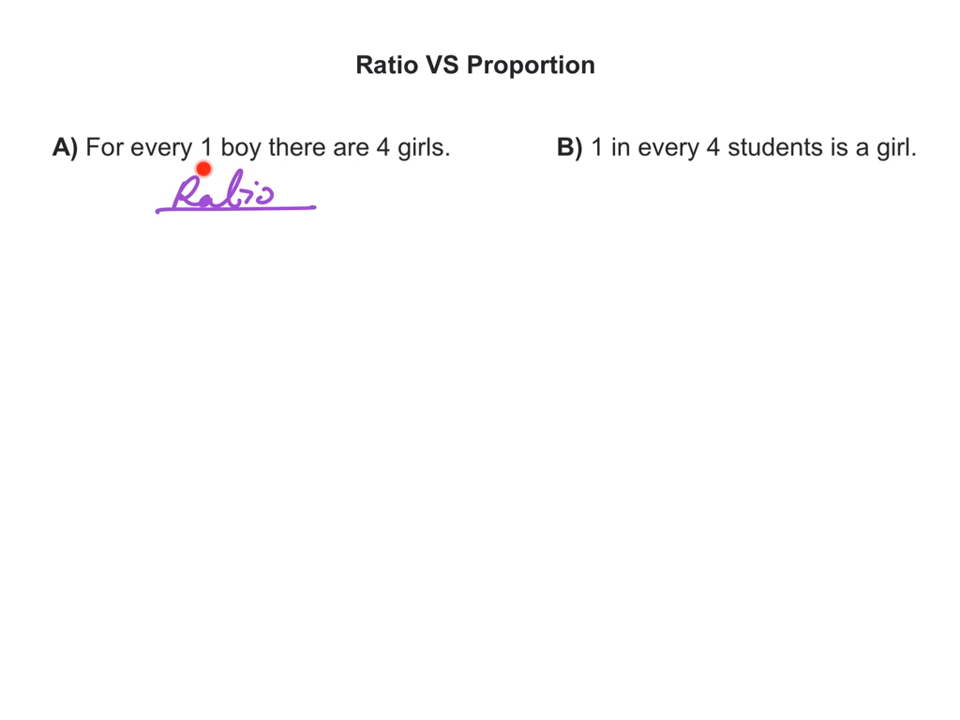 Ratio VS Proportion
A) For every 1 boy there are 4 girls.
B) 1 in every 4 students is a girl.
Ratio